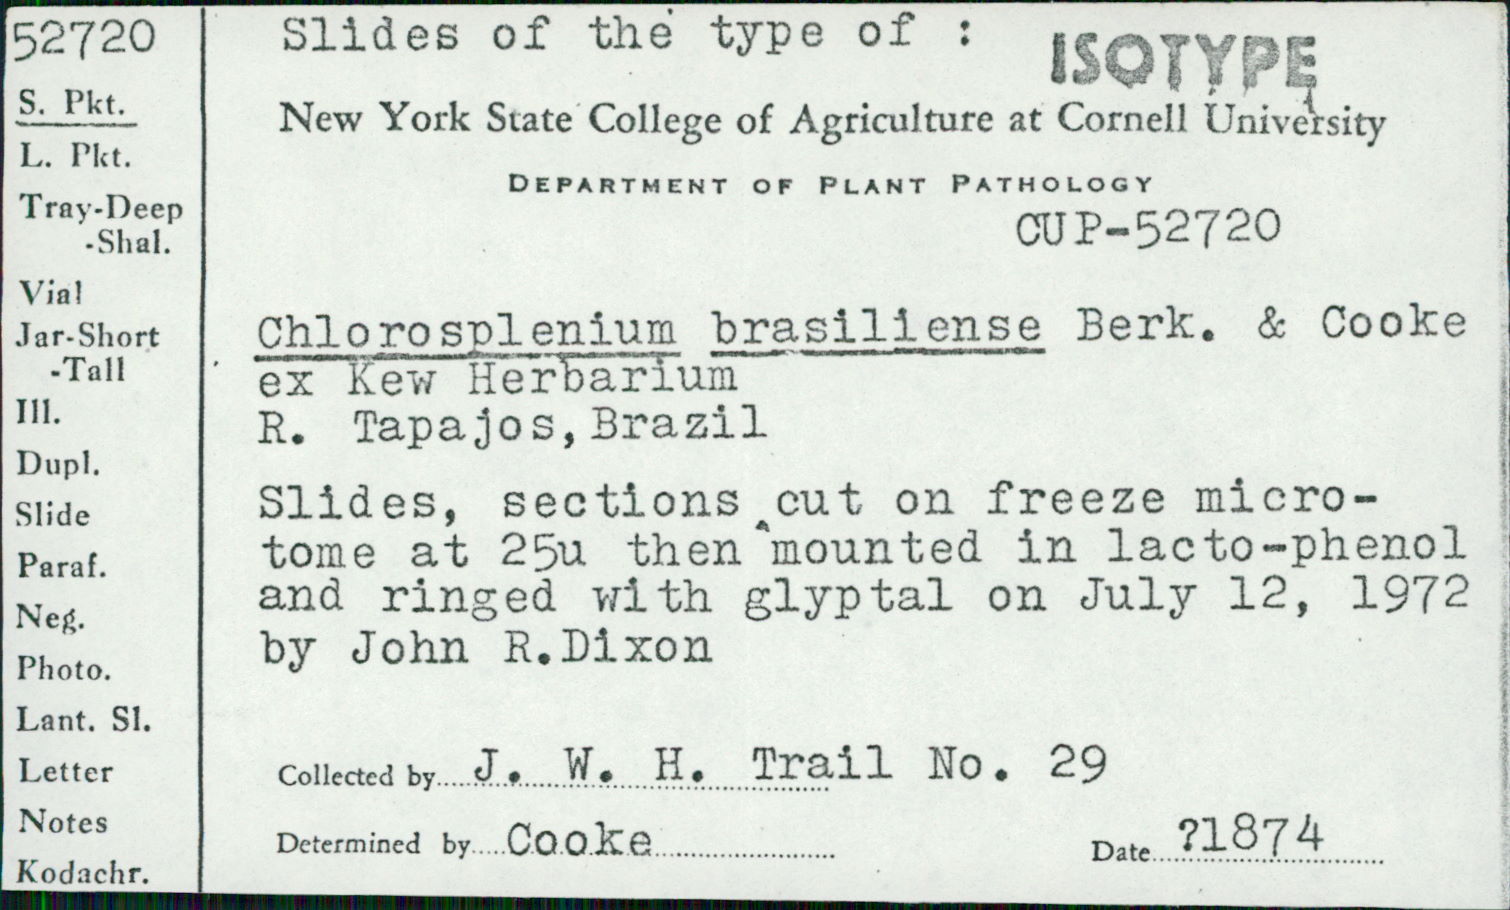 52720
S. Pkt.
L. Pkt.
Tray-Deep
-Shal.
Vial
Jar-Short
-Tall
Ill.
Dupl.
Slide
Paraf.
Neg.
Photo.
Lant. Sl.
Letter
Notes
Kodachr.
Slides of the type of :
ISOTYPE
New York State College of Agriculture at Cornell University
DEPARTMENT OF PLANT PATHOLOGY
CUP-52720
Chlorosplenium brasiliense Berk. & Cooke
ex Kew Herbarium
R. Tapajos, Brazil
Slides, sections cut on freeze micro-
tome at 25u then mounted in lacto-phenol
and ringed with glyptal on July 12, 1972
by John R.Dixon
Collected by J. W. H. Trail No. 29
Determined by Cooke
Date ?1874